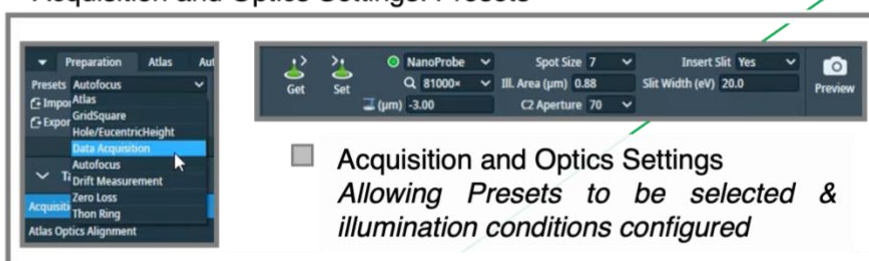 Acquisition and Optics Settings: Presets
Preparation Atlas
Presets Autofocus
Atlas
GridSquare
Hole/EucentricHeight
Data Acquisition
Autofocus
Drift Measurement
Zero Loss
Thon Ring
Atlas Optics Alignment
Get Set
NanoProbe Spot Size 7 Insert Slit Yes
81000× Ill. Area (µm) 0.88 Slit Width (eV) 20.0
(µm) -3.00 C2 Aperture 70
Preview
Acquisition and Optics Settings
Allowing Presets to be selected &
illumination conditions configured